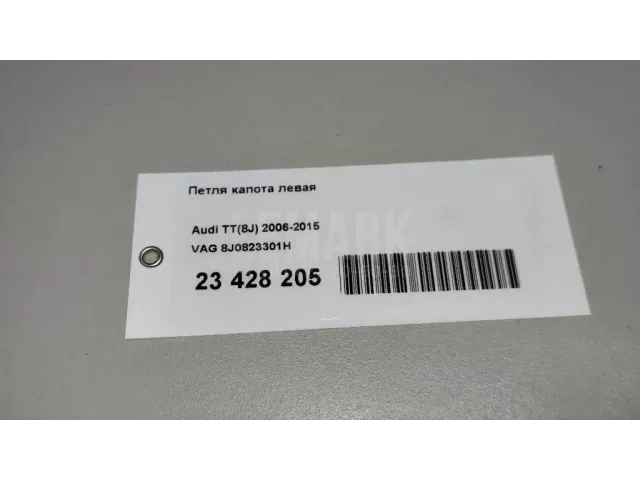 Петля капота левая
Audi TT(8J) 2006-2015
VAG 8J0823301H
23 428 205